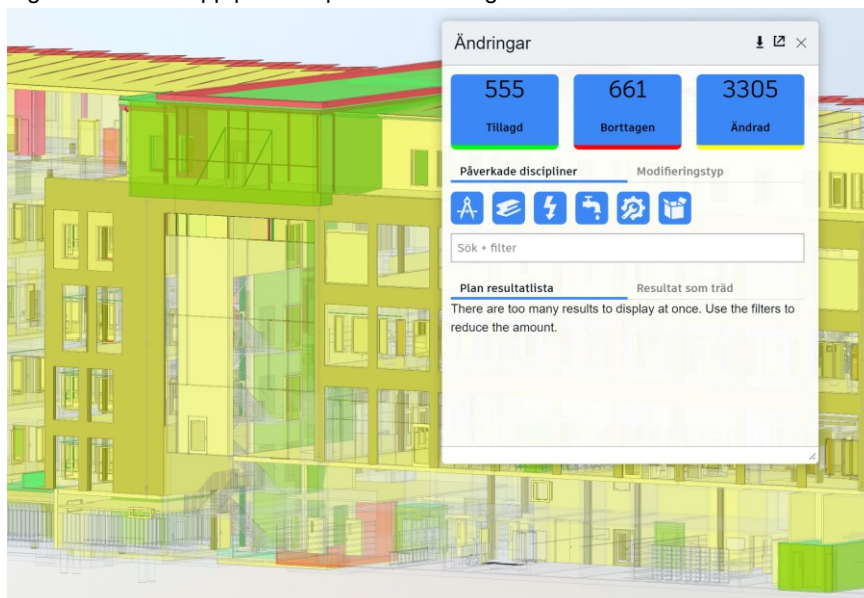 Ändringar
555
661
3305
Tillagd
Borttagen
Ändrad
Påverkade discipliner
Modifieringstyp
Sök + filter
Plan resultatlista
Resultat som träd
There are too many results to display at once. Use the filters to
reduce the amount.